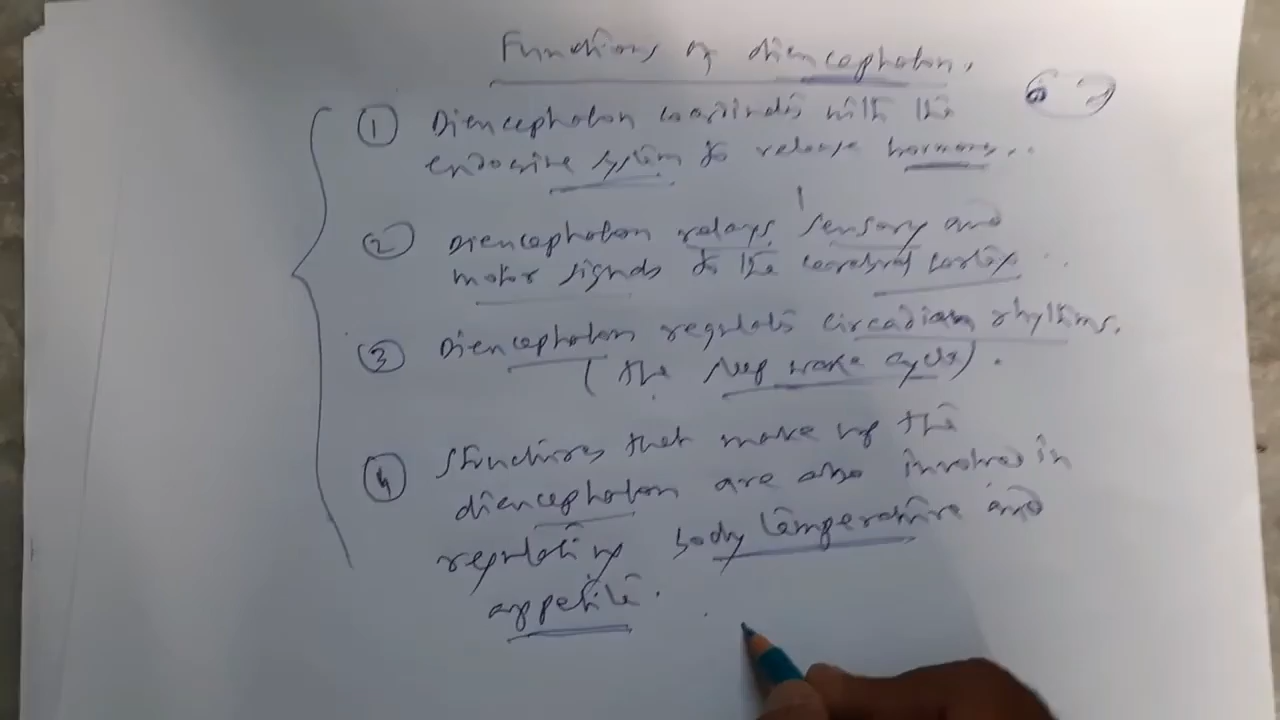 Functions of diencephalon.
① Diencephalon coordinates with the
endocrine system to release hormones..
② Diencephalon relays sensory and
motor signals to the cerebral cortex.
③ Diencephalon regulates circadian rhythms.
(the sleep wake cycle).
④ Structures that make up the
diencephalon are also involved in
regulating body temperature and
appetite.